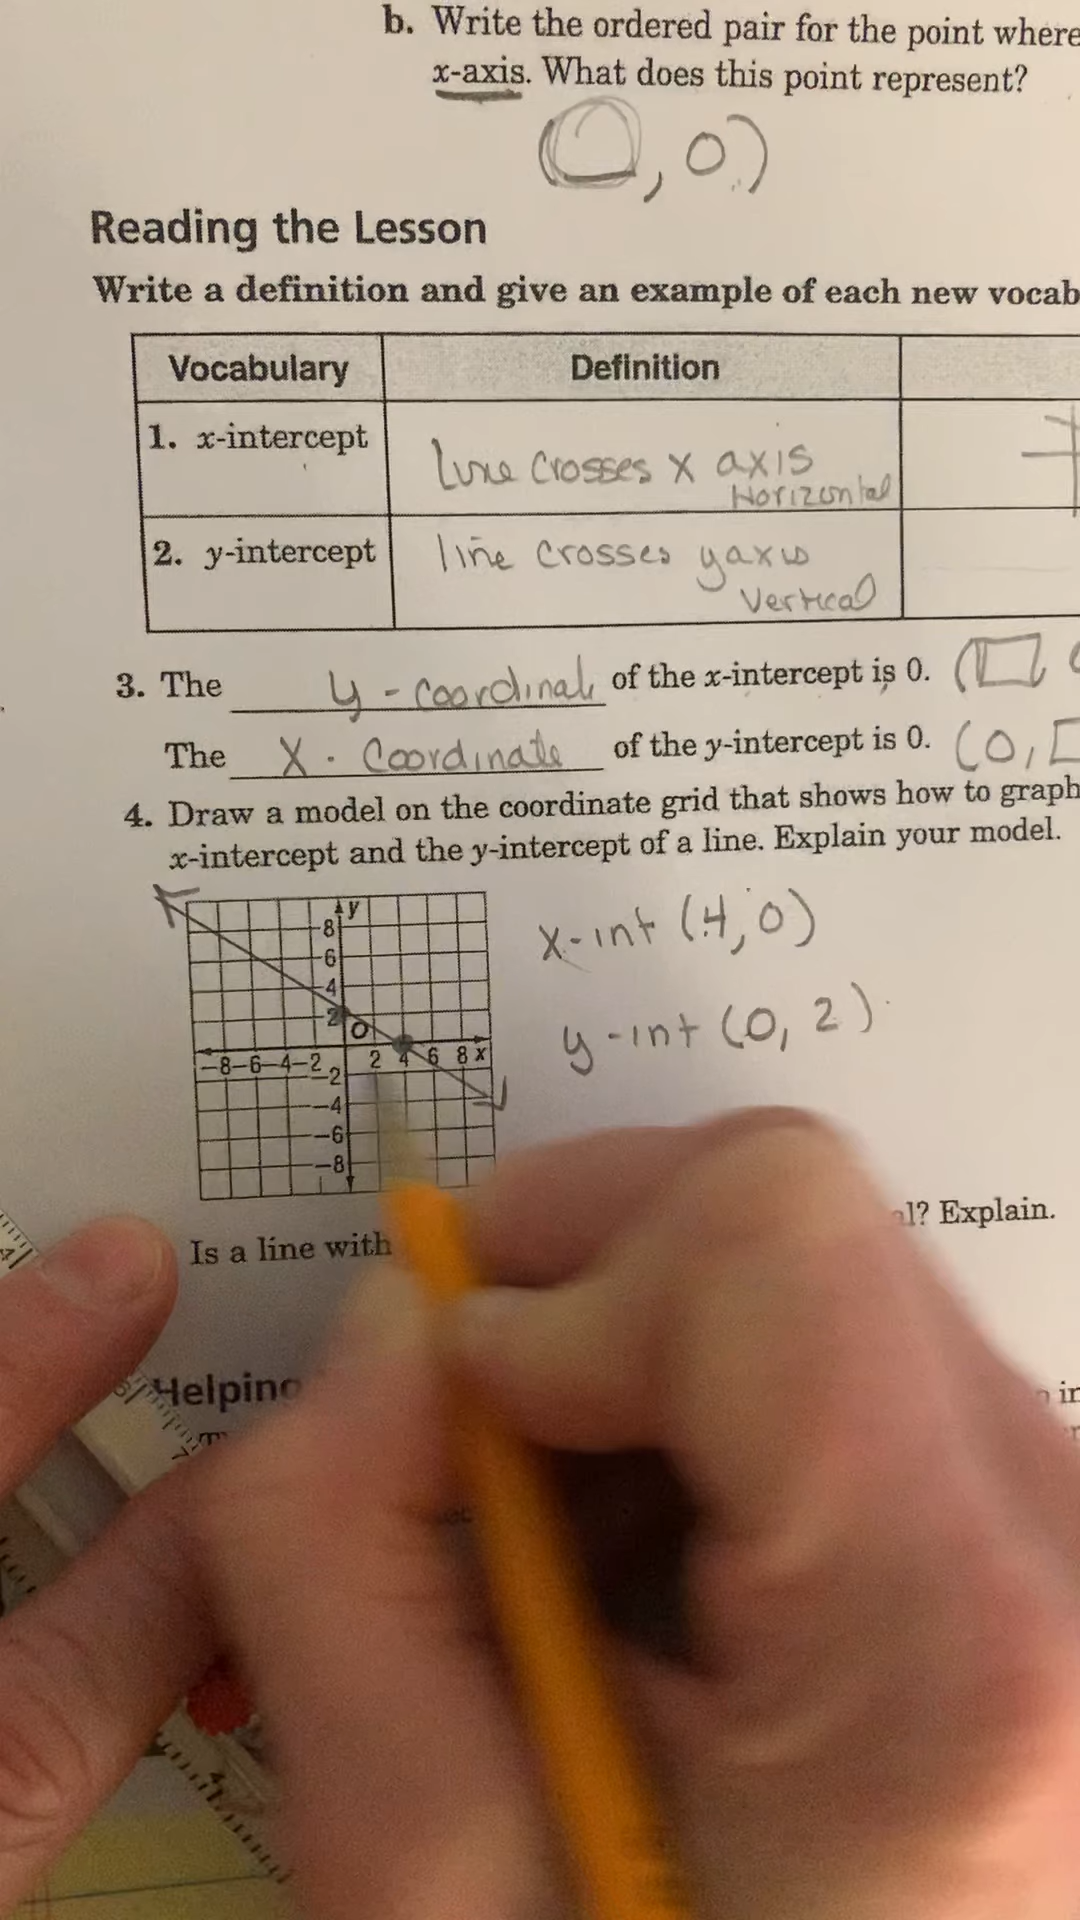 b. Write the ordered pair for the point where
x-axis. What does this point represent?
( , 0)
Reading the Lesson
Write a definition and give an example of each new vocab
Vocabulary Definition
1. x-intercept
Line crosses x axis
Horizontal
2. y-intercept line crosses y axis
Vertical
3. The y - coordinate of the x-intercept is 0. (
The x - coordinate of the y-intercept is 0. (0,
4. Draw a model on the coordinate grid that shows how to graph
x-intercept and the y-intercept of a line. Explain your model.
x-int (4,0)
y-int (0, 2)
y
8
6
4
2
O
-8 -6 -4 -2 2 4 6 8 x
-2
-4
-6
-8
Is a line with l? Explain.
Helping